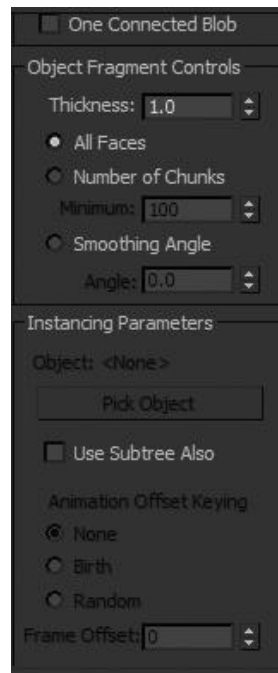 One Connected Blob
Object Fragment Controls
Thickness: 1.0
All Faces
Number of Chunks
Minimum: 100
Smoothing Angle
Angle: 0.0
Instancing Parameters
Object: <None>
Pick Object
Use Subtree Also
Animation Offset Keying
None
Birth
Random
Frame Offset: 0